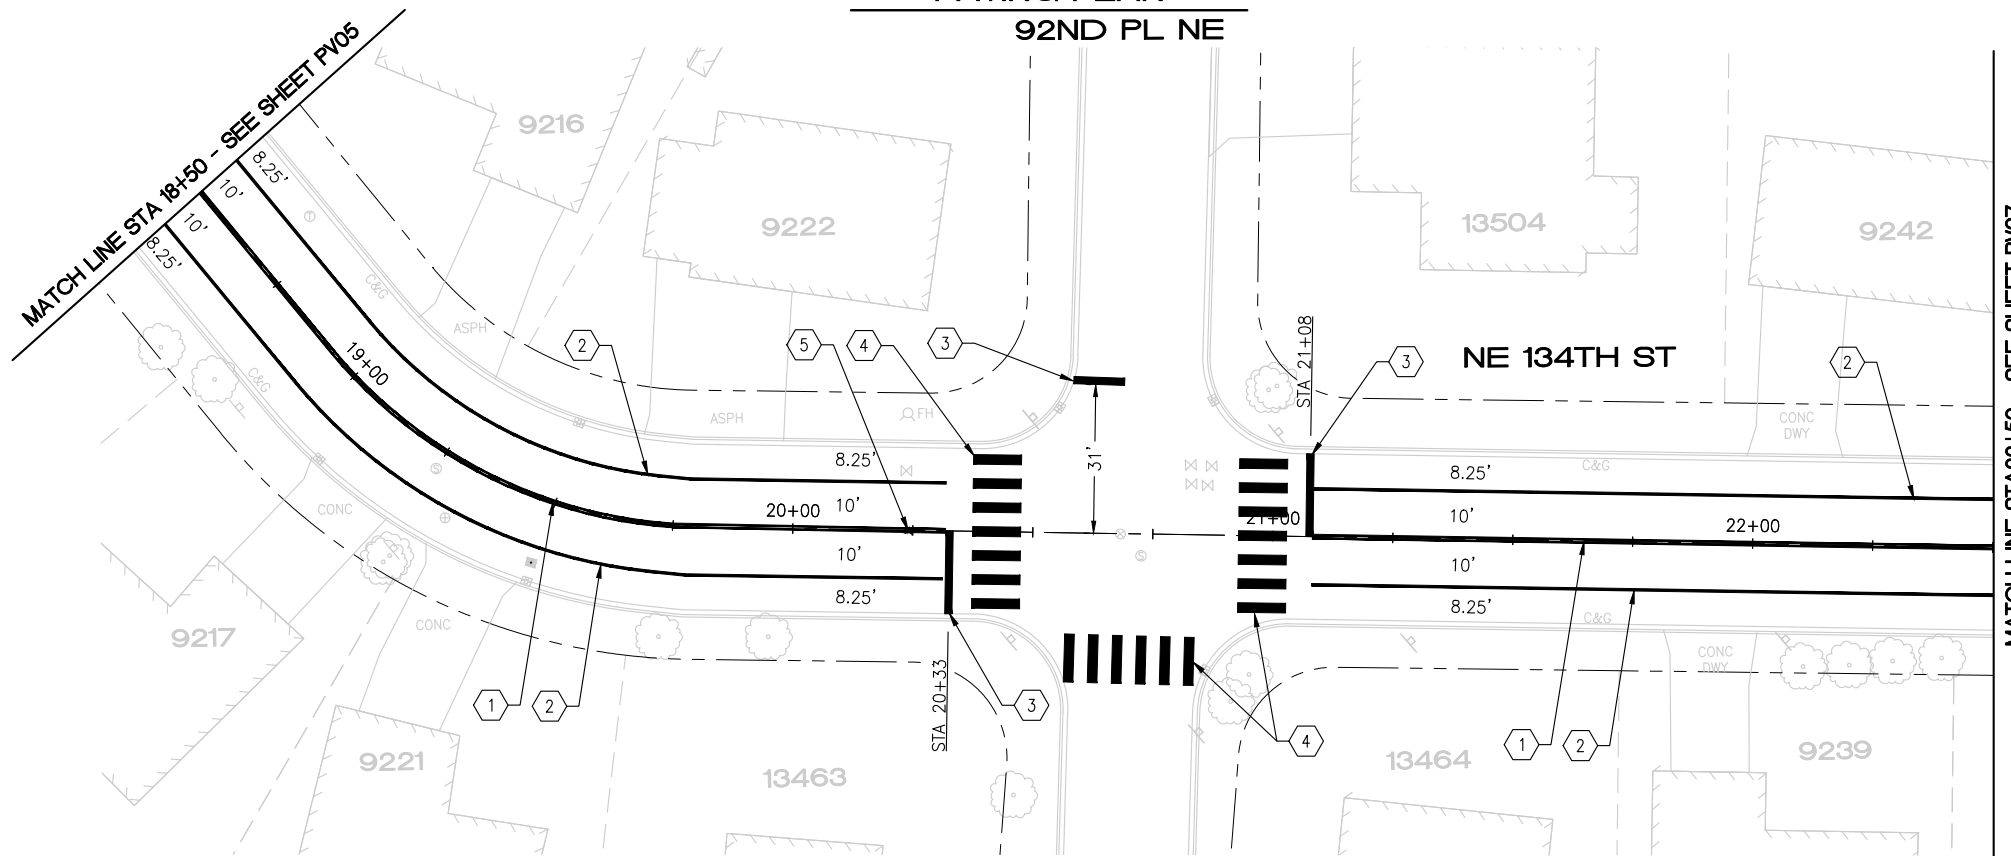 92ND PL NE
MATCH LINE STA 18+50 - SEE SHEET PV05
8.25'
10'
10'
8.25'
9216
9222
13504
9242
C&G
ASPH
C&G
19+00
2
5
4
3
STA 21+08
3
NE 134TH ST
2
ASPH
FH
CONC
DWY
31'
8.25'
10'
20+00
10'
8.25'
21+00
8.25'
C&G
10'
22+00
10'
8.25'
C&G
S
S
CONC
CONC
9217
1
2
STA 20+33
3
4
1
2
CONC
DWY
9221
13463
13464
9239